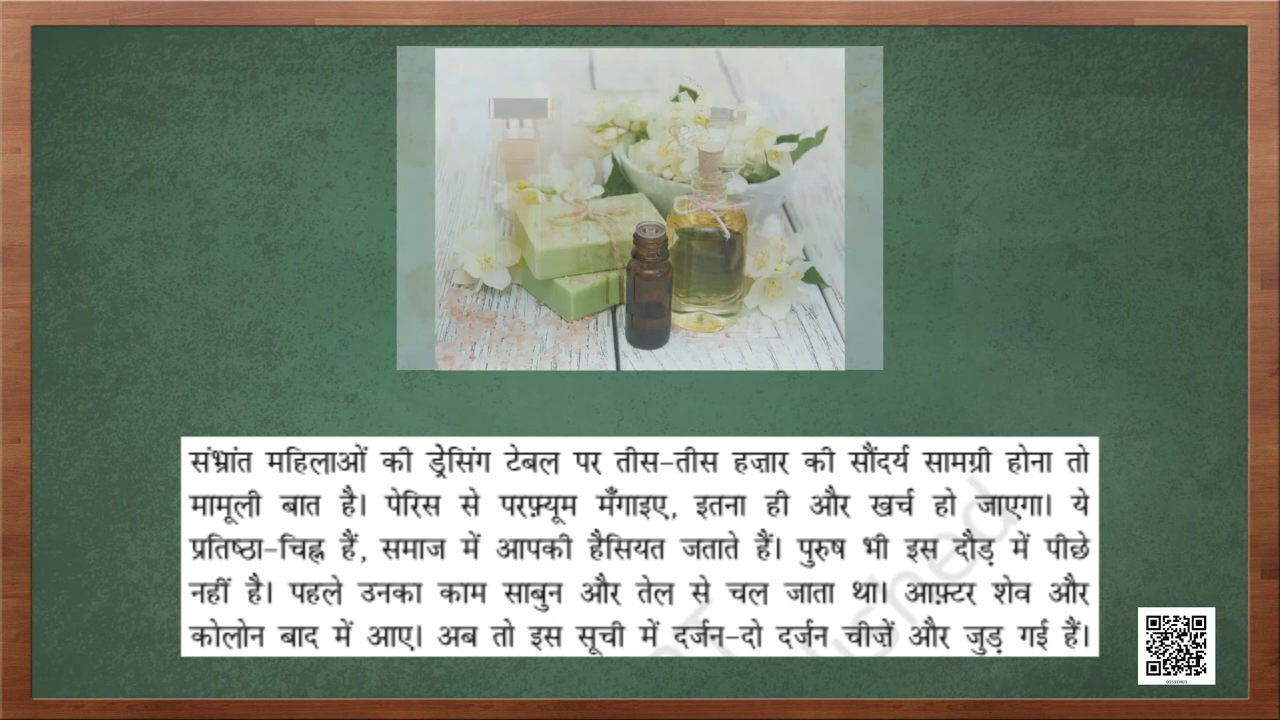 संभ्रांत महिलाओं की ड्रेसिंग टेबल पर तीस-तीस हज़ार की सौंदर्य सामग्री होना तो
मामूली बात है। पेरिस से परफ़्यूम मँगाइए, इतना ही और खर्च हो जाएगा। ये
प्रतिष्ठा-चिह्न हैं, समाज में आपकी हैसियत जताते हैं। पुरुष भी इस दौड़ में पीछे
नहीं है। पहले उनका काम साबुन और तेल से चल जाता था। आफ़्टर शेव और
कोलोन बाद में आए। अब तो इस सूची में दर्जन-दो दर्जन चीज़ें और जुड़ गई हैं।